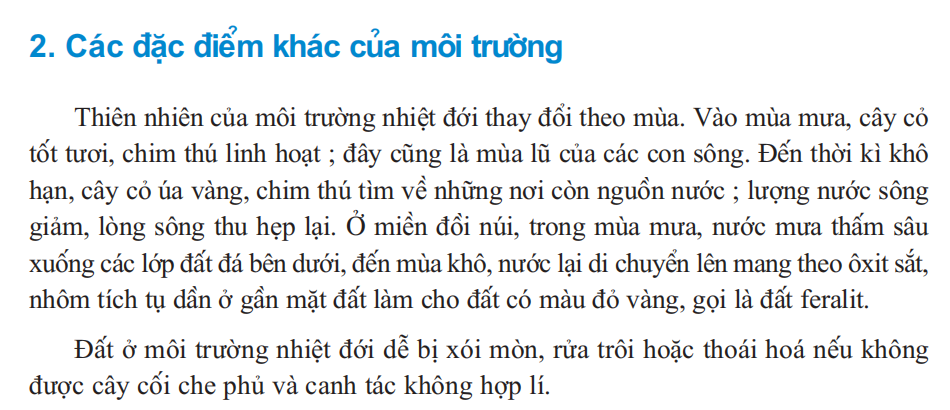 2. Các đặc điểm khác của môi trường
Thiên nhiên của môi trường nhiệt đới thay đổi theo mùa. Vào mùa mưa, cây cỏ
tốt tươi, chim thú linh hoạt ; đây cũng là mùa lũ của các con sông. Đến thời kì khô
hạn, cây cỏ úa vàng, chim thú tìm về những nơi còn nguồn nước ; lượng nước sông
giảm, lòng sông thu hẹp lại. Ở miền đồi núi, trong mùa mưa, nước mưa thấm sâu
xuống các lớp đất đá bên dưới, đến mùa khô, nước lại di chuyển lên mang theo ôxit sắt,
nhôm tích tụ dần ở gần mặt đất làm cho đất có màu đỏ vàng, gọi là đất feralit.
Đất ở môi trường nhiệt đới dễ bị xói mòn, rửa trôi hoặc thoái hoá nếu không
được cây cối che phủ và canh tác không hợp lí.